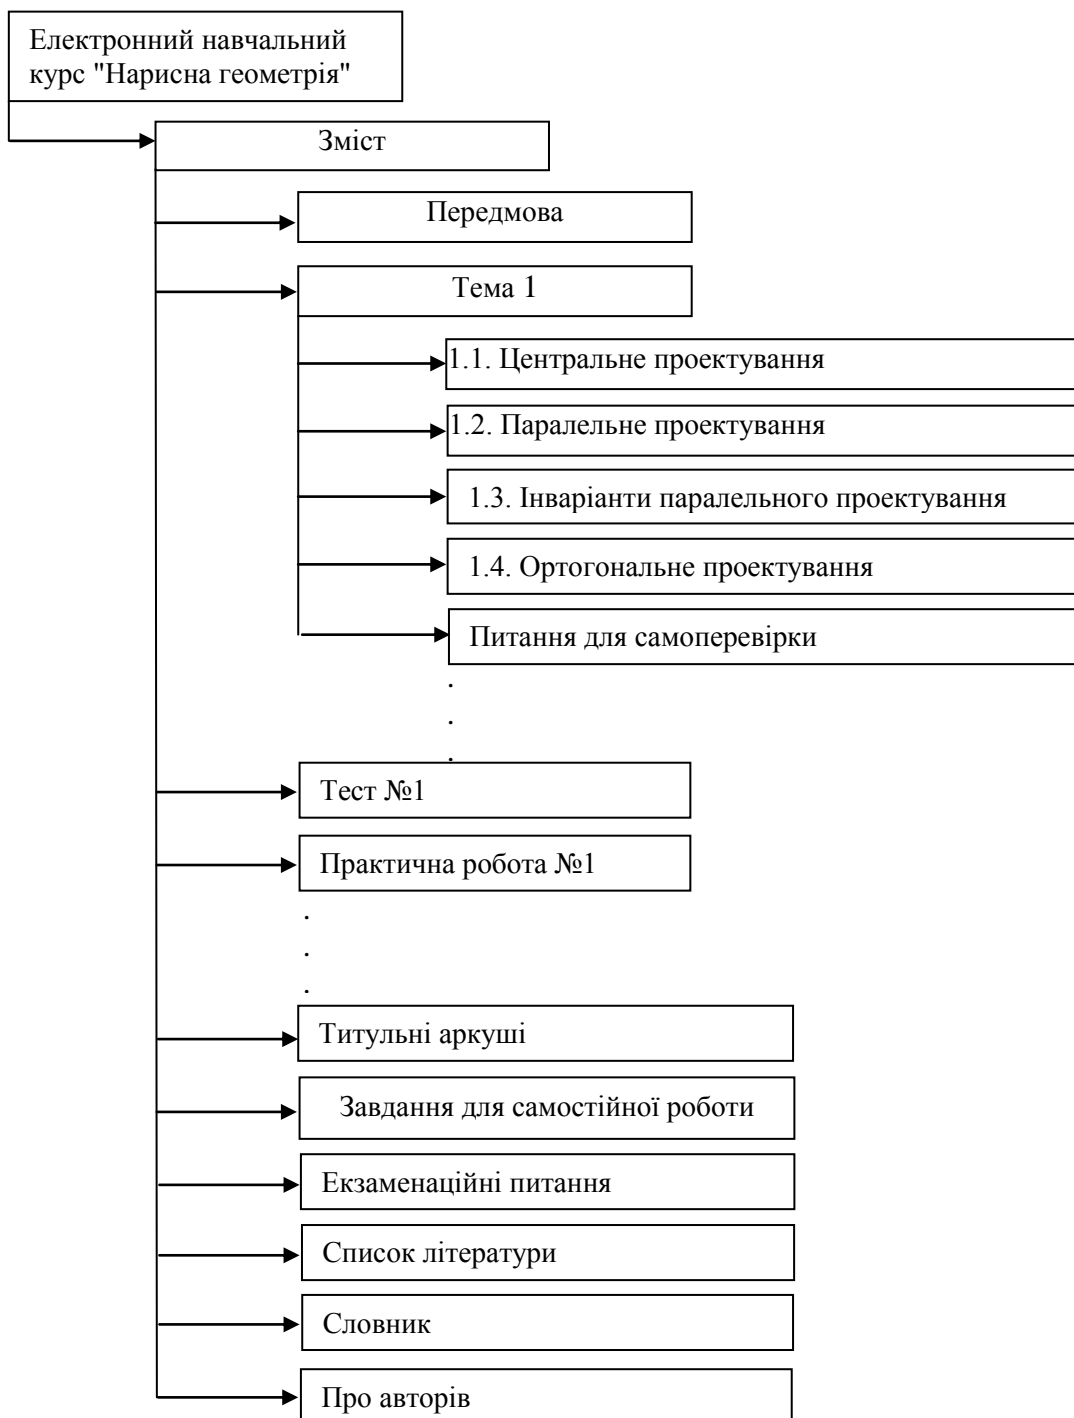 Електронний навчальний
курс "Нарисна геометрія"
Зміст
Передмова
Тема 1
1.1. Центральне проектування
1.2. Паралельне проектування
1.3. Інваріанти паралельного проектування
1.4. Ортогональне проектування
Питання для самоперевірки
.
.
.
Тест №1
Практична робота №1
.
.
.
Титульні аркуші
Завдання для самостійної роботи
Екзаменаційні питання
Список літератури
Словник
Про авторів